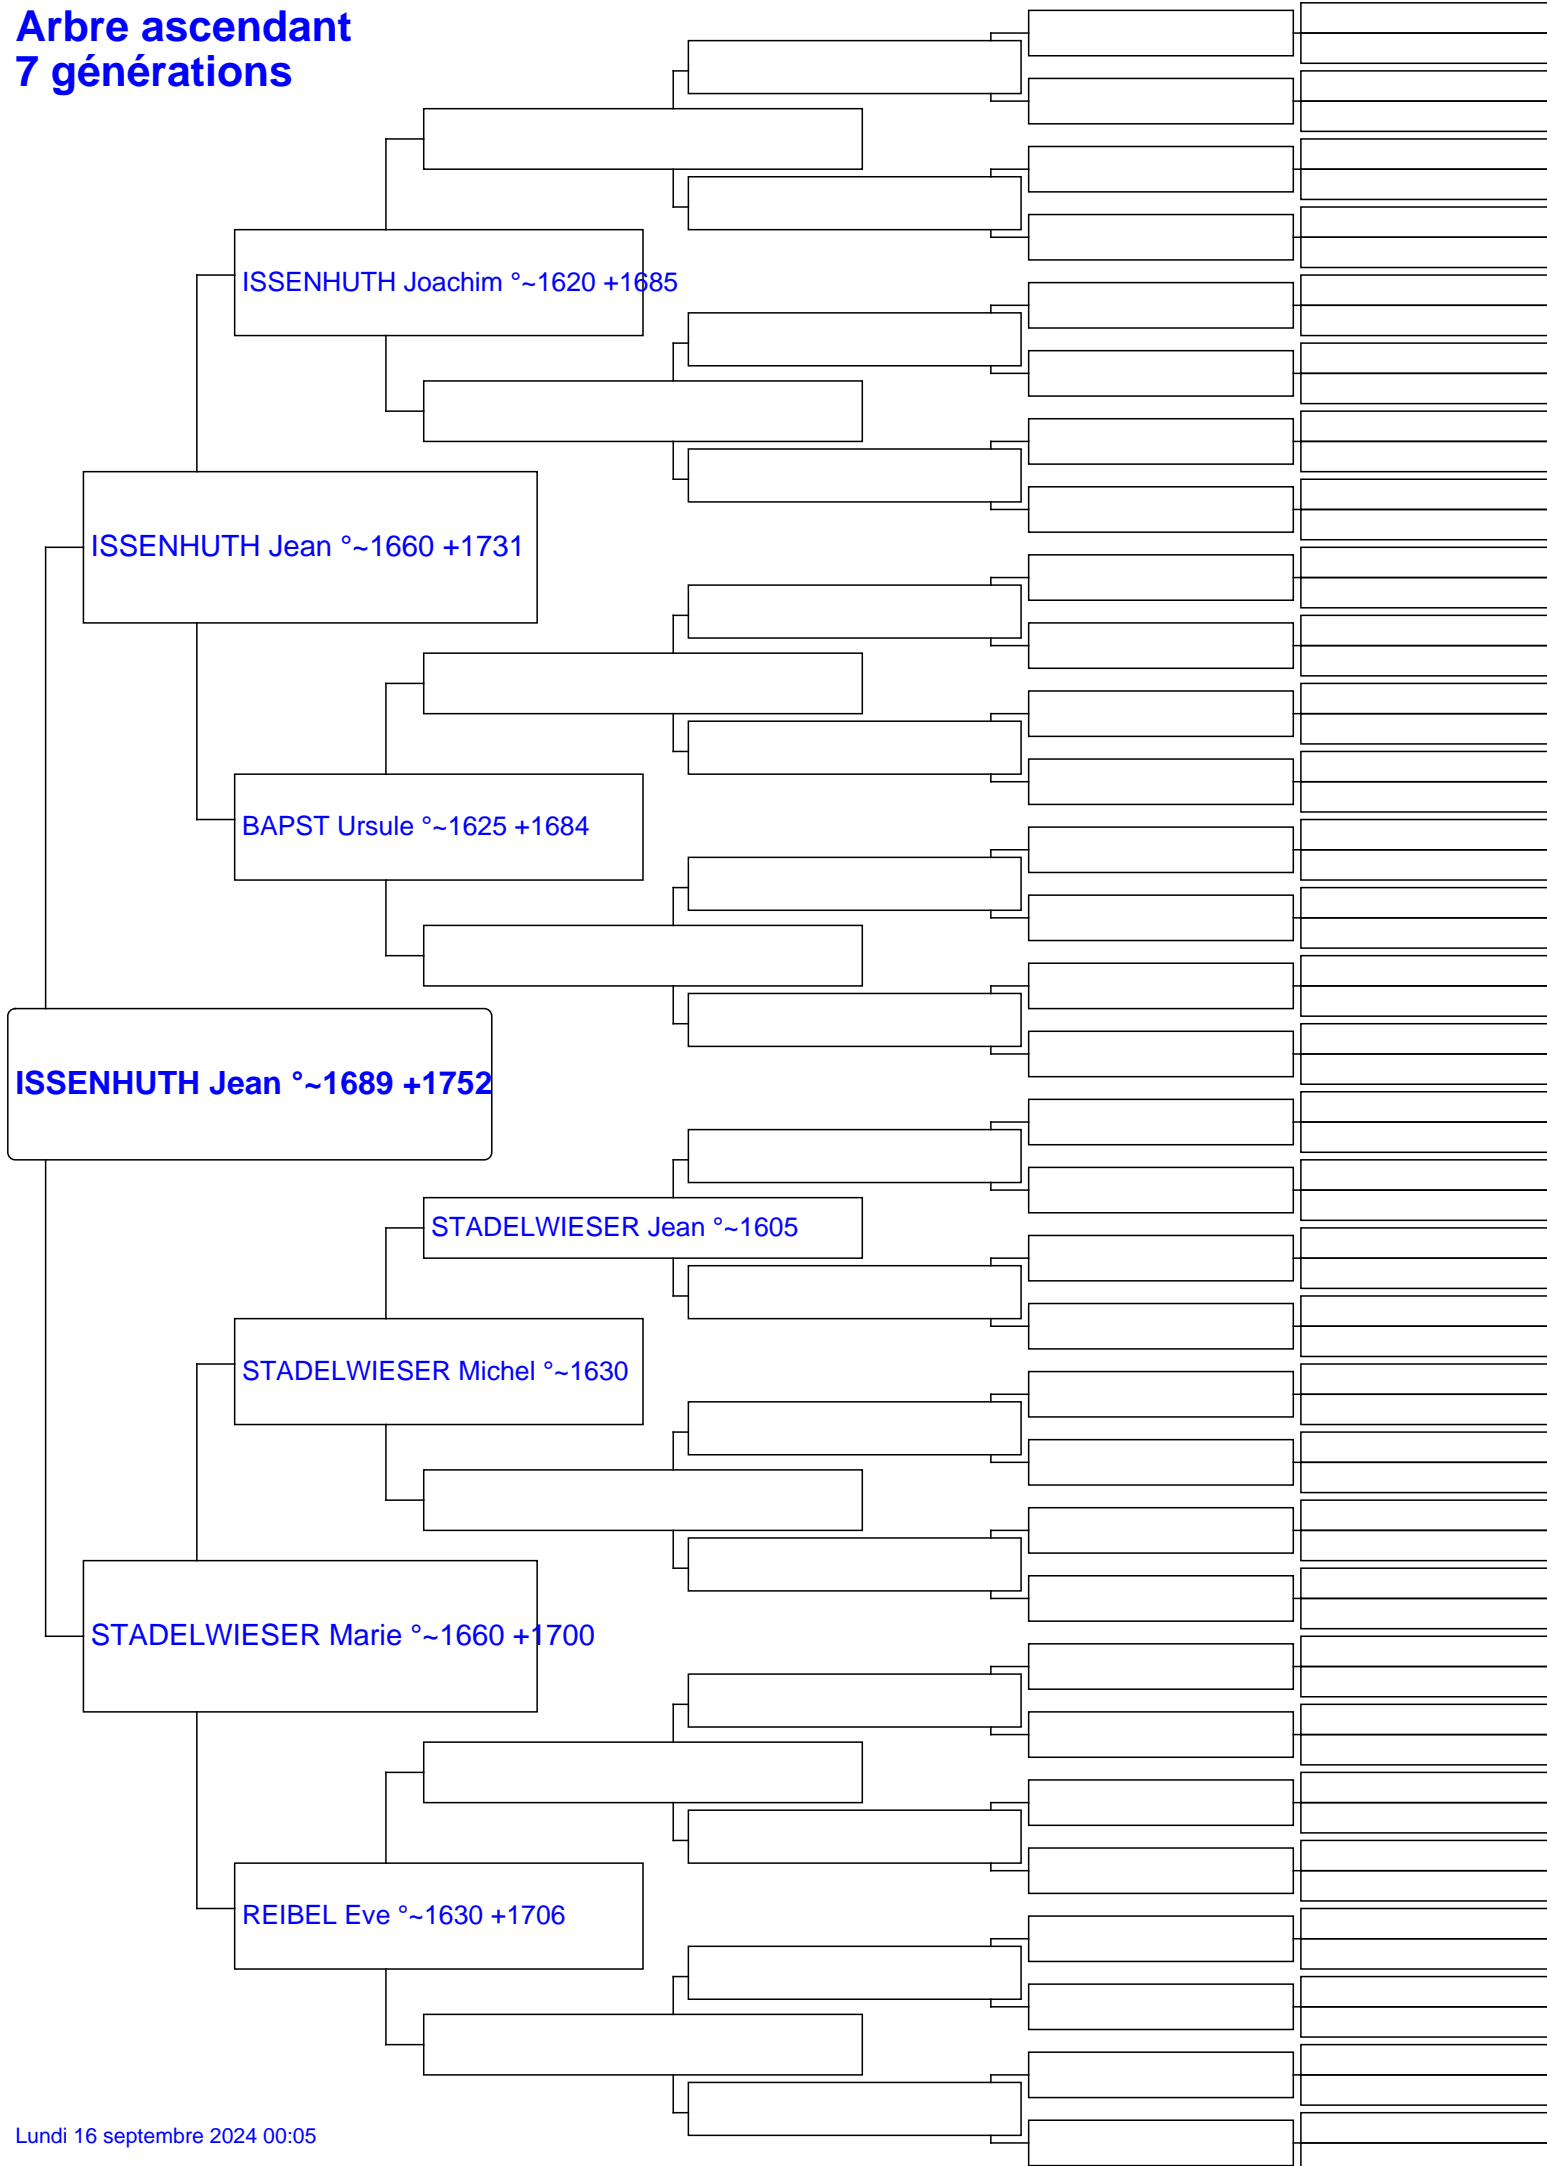 Arbre ascendant
7 générations
ISSENHUTH Joachim °~1620 +1685
ISSENHUTH Jean °~1660 +1731
BAPST Ursule °~1625 +1684
ISSENHUTH Jean °~1689 +1752
STADELWIESER Jean °~1605
STADELWIESER Michel °~1630
STADELWIESER Marie °~1660 +1700
REIBEL Eve °~1630 +1706
Lundi 16 septembre 2024 00:05